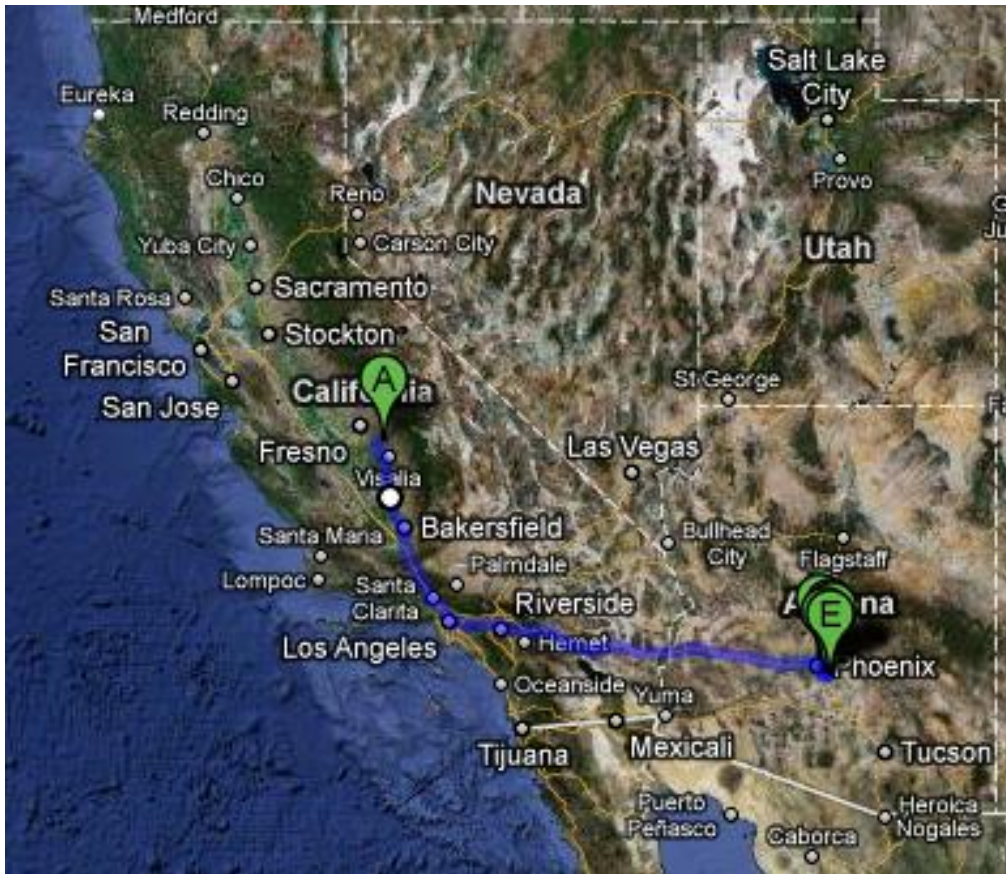 Medford
Eureka
Redding
Salt Lake
City
Chico
Provo
Reno
Nevada
Yuba City
Carson City
Utah
Santa Rosa
Sacramento
San
Francisco
Stockton
St George
A
California
San Jose
Fresno
Las Vegas
Visalia
Santa Maria
Bakersfield
Bullhead
City
Flagstaff
Lompoc
Palmdale
Santa
Clarita
Riverside
E
Los Angeles
Hemet
Phoenix
Oceanside
Yuma
Tijuana
Mexicali
Tucson
Puerto
Peñasco
Heroica
Nogales
Caborca